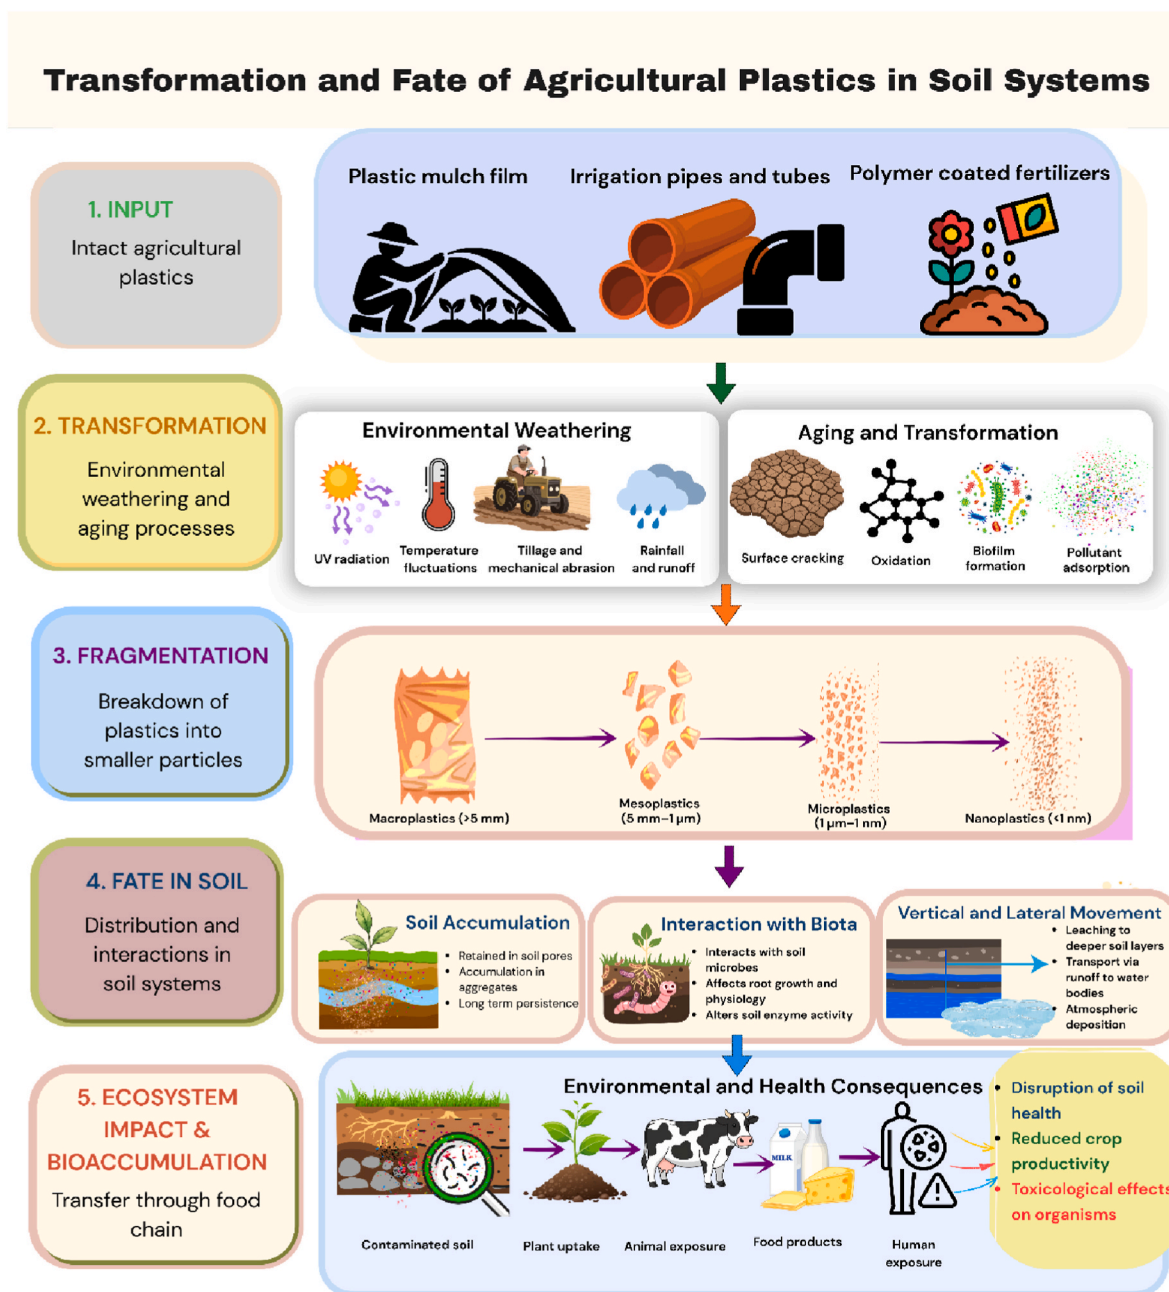 Transformation and Fate of Agricultural Plastics in Soil Systems
1. INPUT
Intact agricultural
plastics
Plastic mulch film
Irrigation pipes and tubes
Polymer coated fertilizers
2. TRANSFORMATION
Environmental
weathering and
aging processes
Environmental Weathering
UV radiation
Temperature
fluctuations
Tillage and
mechanical abrasion
Rainfall
and runoff
Aging and Transformation
Surface cracking
Oxidation
Biofilm
formation
Pollutant
adsorption
3. FRAGMENTATION
Breakdown of
plastics into
smaller particles
Macroplastics (>5 mm)
Mesoplastics
(5 mm–1 µm)
Microplastics
(1 µm–1 nm)
Nanoplastics (<1 nm)
4. FATE IN SOIL
Distribution and
interactions in
soil systems
Soil Accumulation
• Retained in soil pores
• Accumulation in
aggregates
• Long term persistence
Interaction with Biota
• Interacts with soil
microbes
• Affects root growth and
physiology
• Alters soil enzyme activity
Vertical and Lateral Movement
• Leaching to
deeper soil layers
• Transport via
runoff to water
bodies
• Atmospheric
deposition
5. ECOSYSTEM
IMPACT &
BIOACCUMULATION
Transfer through food
chain
Environmental and Health Consequences
Contaminated soil
Plant uptake
Animal exposure
MILK
Food products
Human
exposure
• Disruption of soil
health
• Reduced crop
productivity
• Toxicological effects
on organisms